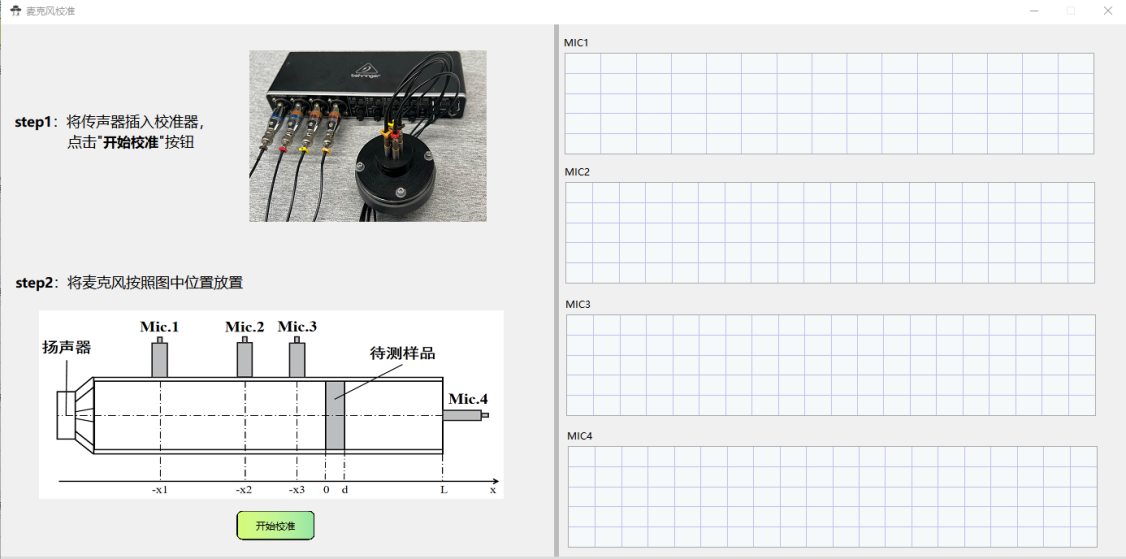 麦克风校准
step1：将传声器插入校准器，
点击"开始校准"按钮
behringer
step2：将麦克风按照图中位置放置
Mic.1
Mic.2
Mic.3
扬声器
待测样品
Mic.4
-x1
-x2
-x3
0
d
L
x
开始校准
MIC1
MIC2
MIC3
MIC4